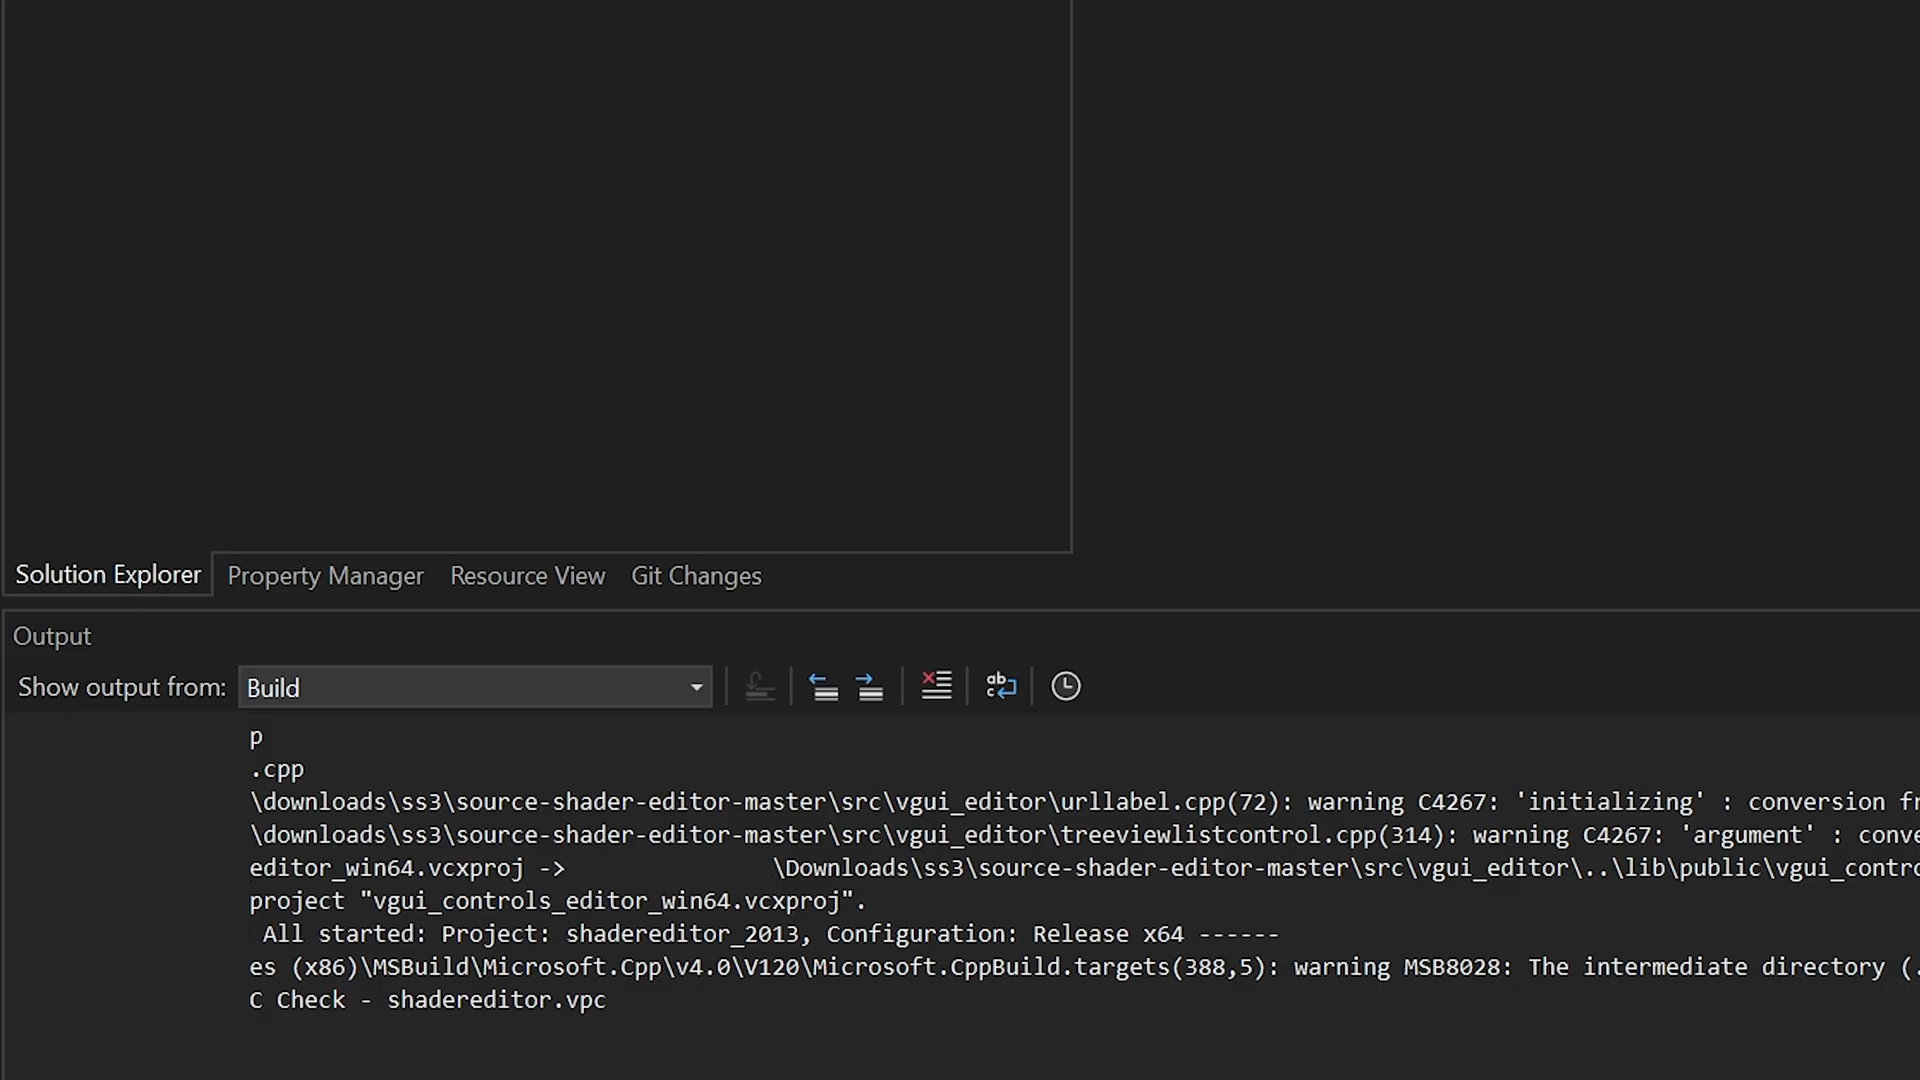 Solution Explorer Property Manager Resource View Git Changes
Output
Show output from: Build
p
.cpp
\downloads\ss3\source-shader-editor-master\src\vgui_editor\urllabel.cpp(72): warning C4267: 'initializing' : conversion
\downloads\ss3\source-shader-editor-master\src\vgui_editor\treeviewlistcontrol.cpp(314): warning C4267: 'argument' :
editor_win64.vcxproj -> \Downloads\ss3\source-shader-editor-master\src\vgui_editor\..\lib\public\vgui_contro
project "vgui_controls_editor_win64.vcxproj".
All started: Project: shadereditor_2013, Configuration: Release x64 ------
es (x86)\MSBuild\Microsoft.Cpp\v4.0\V120\Microsoft.CppBuild.targets(388,5): warning MSB8028: The intermediate directory (.
C Check - shadereditor.vpc